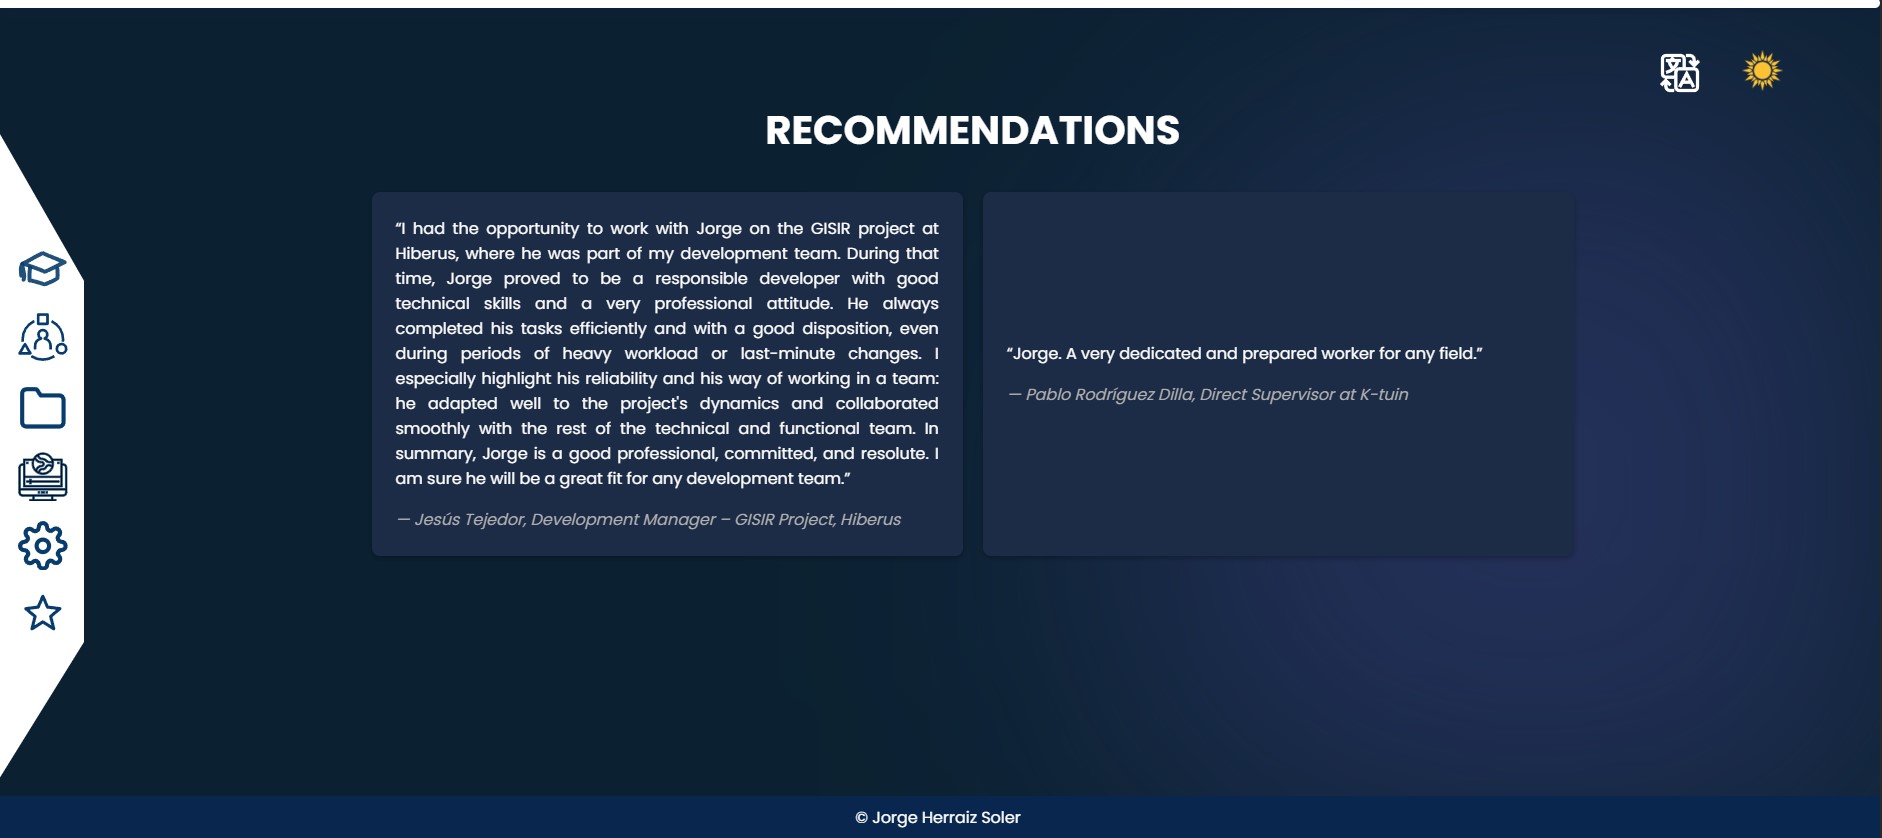 RECOMMENDATIONS
“I had the opportunity to work with Jorge on the GISIR project at
Hiberus, where he was part of my development team. During that
time, Jorge proved to be a responsible developer with good
technical skills and a very professional attitude. He always
completed his tasks efficiently and with a good disposition, even
during periods of heavy workload or last-minute changes. I
especially highlight his reliability and his way of working in a team:
he adapted well to the project's dynamics and collaborated
smoothly with the rest of the technical and functional team. In
summary, Jorge is a good professional, committed, and resolute. I
am sure he will be a great fit for any development team.”
— Jesús Tejedor, Development Manager – GISIR Project, Hiberus
“Jorge. A very dedicated and prepared worker for any field.”
— Pablo Rodríguez Dilla, Direct Supervisor at K-tuin
© Jorge Herraiz Soler